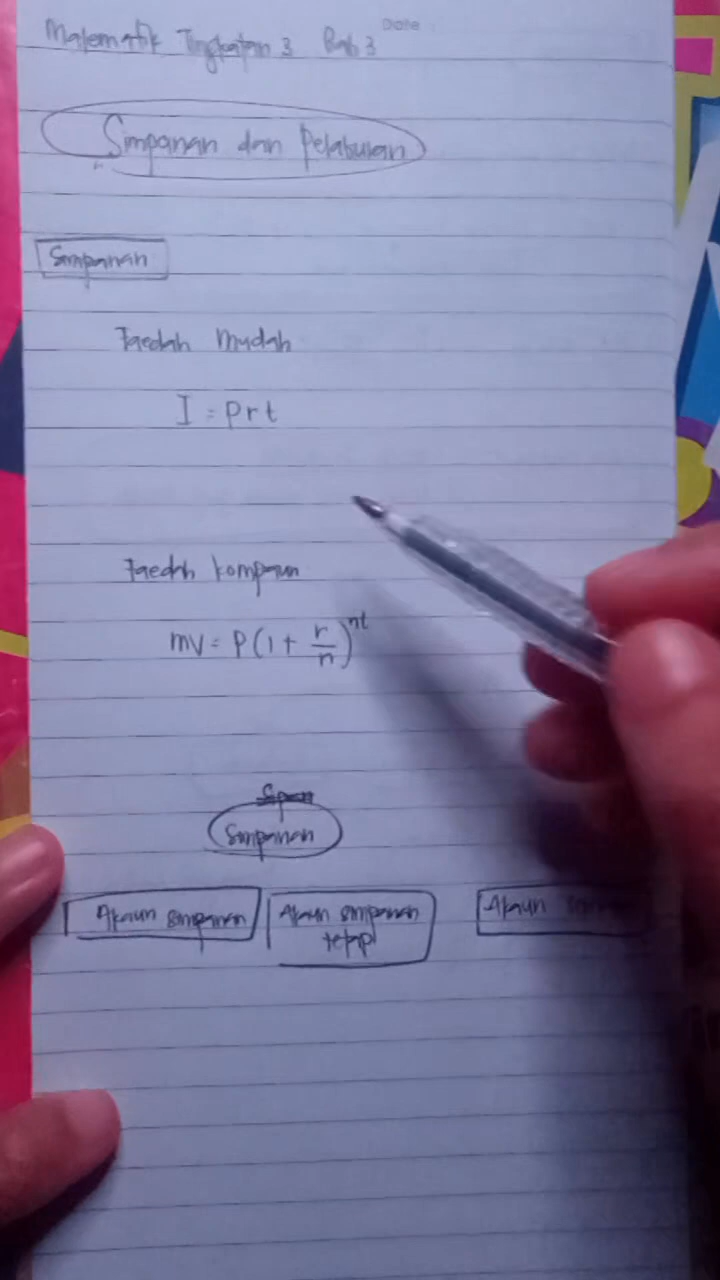 Date
Matematik Tingkatan 3 Bab 3
Simpanan dan Pelaburan
Simpanan
Faedah Mudah
I = Prt
Faedah kompaun
MV = P(1 + r/n)^nt
Simpanan
Akaun simpanan
Akaun simpanan
tetap
Akaun